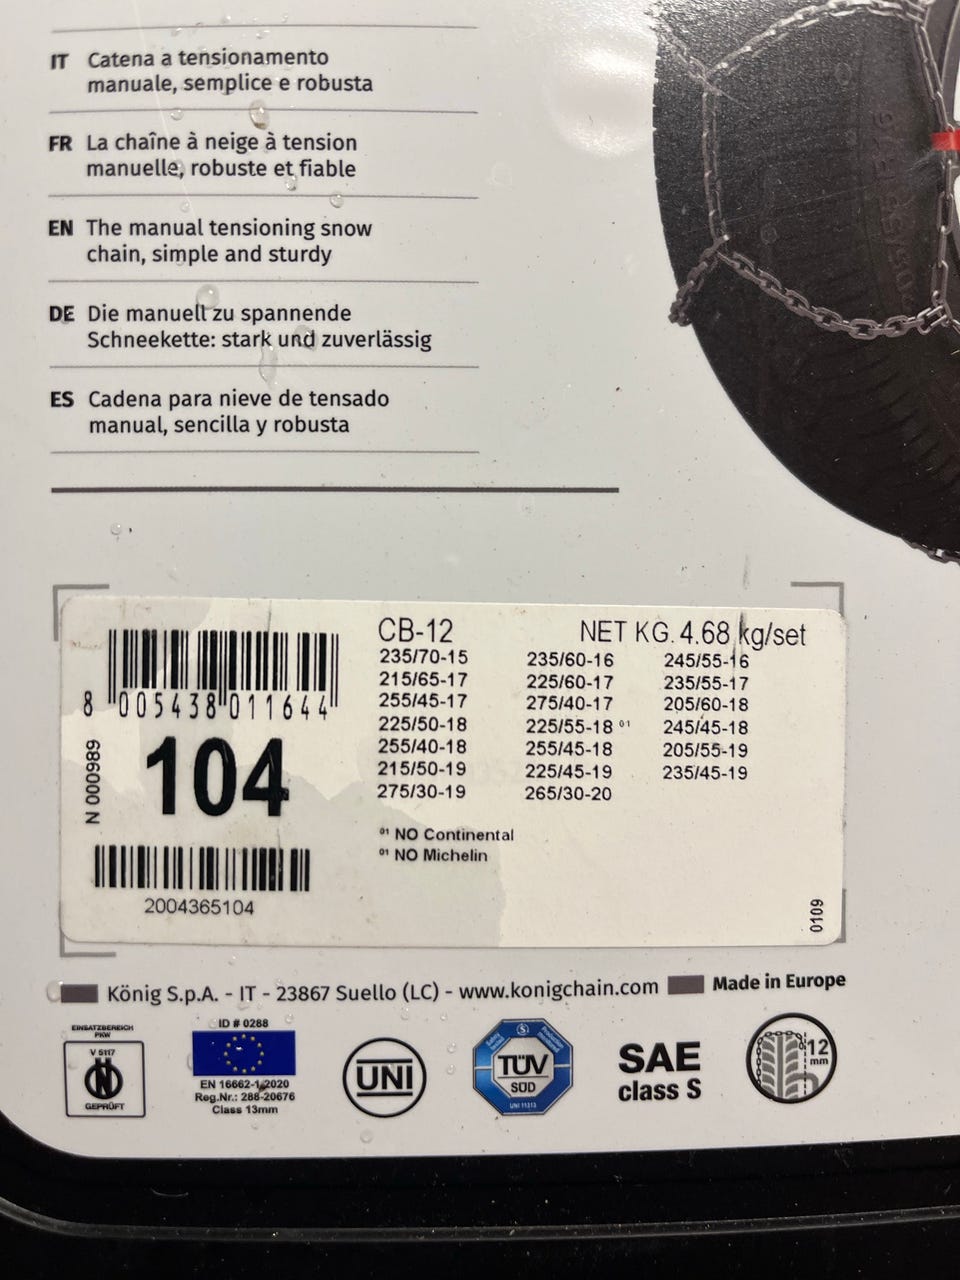 IT Catena a tensionamento
manuale, semplice e robusta
FR La chaîne à neige à tension
manuelle, robuste et fiable
EN The manual tensioning snow
chain, simple and sturdy
DE Die manuell zu spannende
Schneekette: stark und zuverlässig
ES Cadena para nieve de tensado
manual, sencilla y robusta
8 005438 011644
N 000989
104
2004365104
CB-12 NET KG. 4.68 kg/set
235/70-15 235/60-16 245/55-16
215/65-17 225/60-17 235/55-17
255/45-17 275/40-17 205/60-18
225/50-18 225/55-18 ⁰¹ 245/45-18
255/40-18 255/45-18 205/55-19
215/50-19 225/45-19 235/45-19
275/30-19 265/30-20
⁰¹ NO Continental
⁰¹ NO Michelin
0109
König S.p.A. - IT - 23867 Suello (LC) - www.konigchain.com Made in Europe
EINSATZBEREICH
PKW
V 5117
GEPRÜFT
ID # 0288
EN 16662-1:2020
Reg.Nr.: 288-20676
Class 13mm
UNI
TÜV
SÜD
UNI 11313
SAE
class S
12
mm